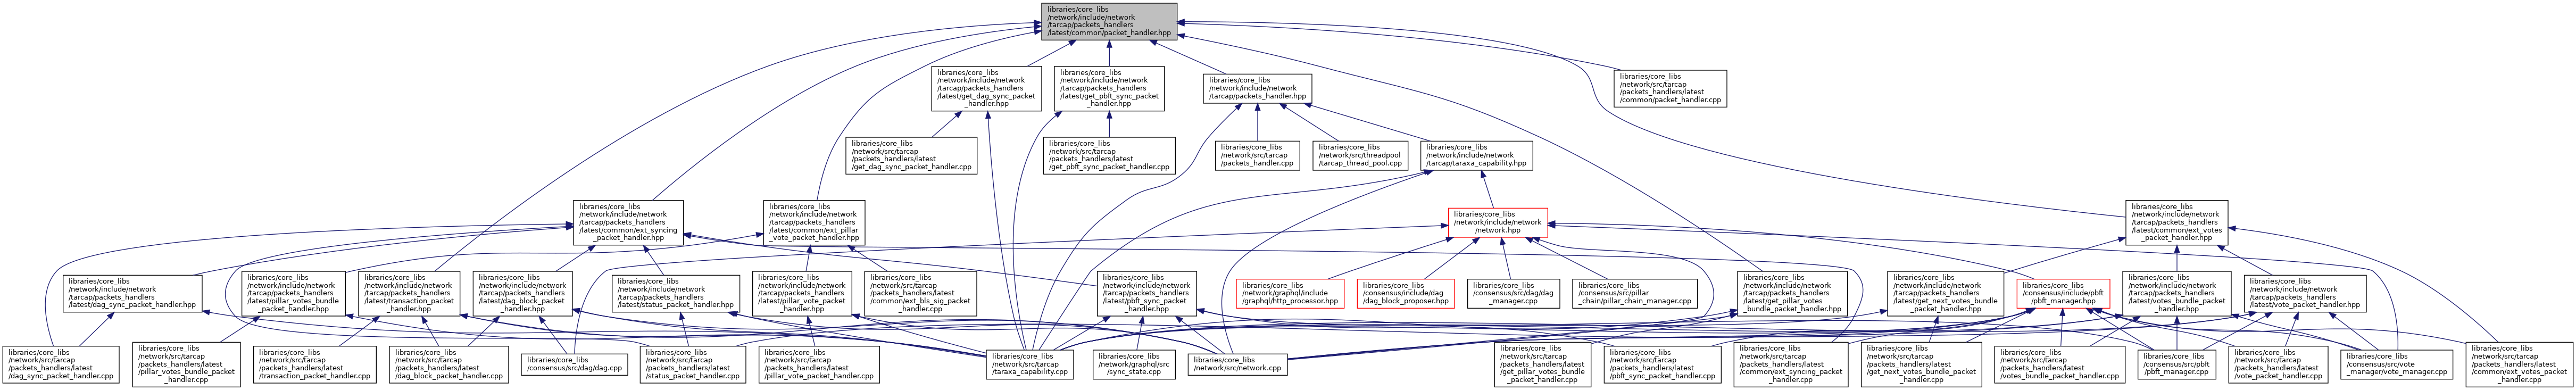 libraries/core_libs
/network/include/network
/tarcap/packets_handlers
/latest/common/packet_handler.hpp
libraries/core_libs
/network/include/network
/tarcap/packets_handlers
/latest/get_dag_sync_packet
_handler.hpp
libraries/core_libs
/network/include/network
/tarcap/packets_handlers
/latest/get_pbft_sync_packet
_handler.hpp
libraries/core_libs
/network/include/network
/tarcap/packets_handler.hpp
libraries/core_libs
/network/src/tarcap
/packets_handlers/latest
/common/packet_handler.cpp
libraries/core_libs
/network/src/tarcap
/packets_handlers/latest
/get_dag_sync_packet_handler.cpp
libraries/core_libs
/network/src/tarcap
/packets_handlers/latest
/get_pbft_sync_packet_handler.cpp
libraries/core_libs
/network/src/tarcap
/packets_handler.cpp
libraries/core_libs
/network/src/threadpool
/tarcap_thread_pool.cpp
libraries/core_libs
/network/include/network
/tarcap/taraxa_capability.hpp
libraries/core_libs
/network/include/network
/tarcap/packets_handlers
/latest/common/ext_syncing
_packet_handler.hpp
libraries/core_libs
/network/include/network
/tarcap/packets_handlers
/latest/common/ext_pillar
_vote_packet_handler.hpp
libraries/core_libs
/network/include/network
/network.hpp
libraries/core_libs
/network/include/network
/tarcap/packets_handlers
/latest/common/ext_votes
_packet_handler.hpp
libraries/core_libs
/network/include/network
/tarcap/packets_handlers
/latest/dag_sync_packet_handler.hpp
libraries/core_libs
/network/include/network
/tarcap/packets_handlers
/latest/pillar_votes_bundle
_packet_handler.hpp
libraries/core_libs
/network/include/network
/tarcap/packets_handlers
/latest/transaction_packet
_handler.hpp
libraries/core_libs
/network/include/network
/tarcap/packets_handlers
/latest/dag_block_packet
_handler.hpp
libraries/core_libs
/network/include/network
/tarcap/packets_handlers
/latest/status_packet_handler.hpp
libraries/core_libs
/network/include/network
/tarcap/packets_handlers
/latest/pillar_vote_packet
_handler.hpp
libraries/core_libs
/network/src/tarcap
/packets_handlers/latest
/common/ext_bls_sig_packet
_handler.cpp
libraries/core_libs
/network/include/network
/tarcap/packets_handlers
/latest/pbft_sync_packet
_handler.hpp
libraries/core_libs
/network/graphql/include
/graphql/http_processor.hpp
libraries/core_libs
/consensus/include/dag
/dag_block_proposer.hpp
libraries/core_libs
/consensus/src/dag/dag
_manager.cpp
libraries/core_libs
/consensus/src/pillar
_chain/pillar_chain_manager.cpp
libraries/core_libs
/network/include/network
/tarcap/packets_handlers
/latest/get_pillar_votes
_bundle_packet_handler.hpp
libraries/core_libs
/network/include/network
/tarcap/packets_handlers
/latest/get_next_votes_bundle
_packet_handler.hpp
libraries/core_libs
/consensus/include/pbft
/pbft_manager.hpp
libraries/core_libs
/network/include/network
/tarcap/packets_handlers
/latest/votes_bundle_packet
_handler.hpp
libraries/core_libs
/network/include/network
/tarcap/packets_handlers
/latest/vote_packet_handler.hpp
libraries/core_libs
/network/src/tarcap
/packets_handlers/latest
/dag_sync_packet_handler.cpp
libraries/core_libs
/network/src/tarcap
/packets_handlers/latest
/pillar_votes_bundle_packet
_handler.cpp
libraries/core_libs
/network/src/tarcap
/packets_handlers/latest
/transaction_packet_handler.cpp
libraries/core_libs
/network/src/tarcap
/packets_handlers/latest
/dag_block_packet_handler.cpp
libraries/core_libs
/consensus/src/dag/dag.cpp
libraries/core_libs
/network/src/tarcap
/packets_handlers/latest
/status_packet_handler.cpp
libraries/core_libs
/network/src/tarcap
/packets_handlers/latest
/pillar_vote_packet_handler.cpp
libraries/core_libs
/network/src/tarcap
/taraxa_capability.cpp
libraries/core_libs
/network/graphql/src
/sync_state.cpp
libraries/core_libs
/network/src/network.cpp
libraries/core_libs
/network/src/tarcap
/packets_handlers/latest
/get_pillar_votes_bundle
_packet_handler.cpp
libraries/core_libs
/network/src/tarcap
/packets_handlers/latest
/pbft_sync_packet_handler.cpp
libraries/core_libs
/network/src/tarcap
/packets_handlers/latest
/common/ext_syncing_packet
_handler.cpp
libraries/core_libs
/network/src/tarcap
/packets_handlers/latest
/get_next_votes_bundle_packet
_handler.cpp
libraries/core_libs
/network/src/tarcap
/packets_handlers/latest
/votes_bundle_packet_handler.cpp
libraries/core_libs
/consensus/src/pbft
/pbft_manager.cpp
libraries/core_libs
/network/src/tarcap
/packets_handlers/latest
/vote_packet_handler.cpp
libraries/core_libs
/consensus/src/vote
_manager/vote_manager.cpp
libraries/core_libs
/network/src/tarcap
/packets_handlers/latest
/common/ext_votes_packet
_handler.cpp